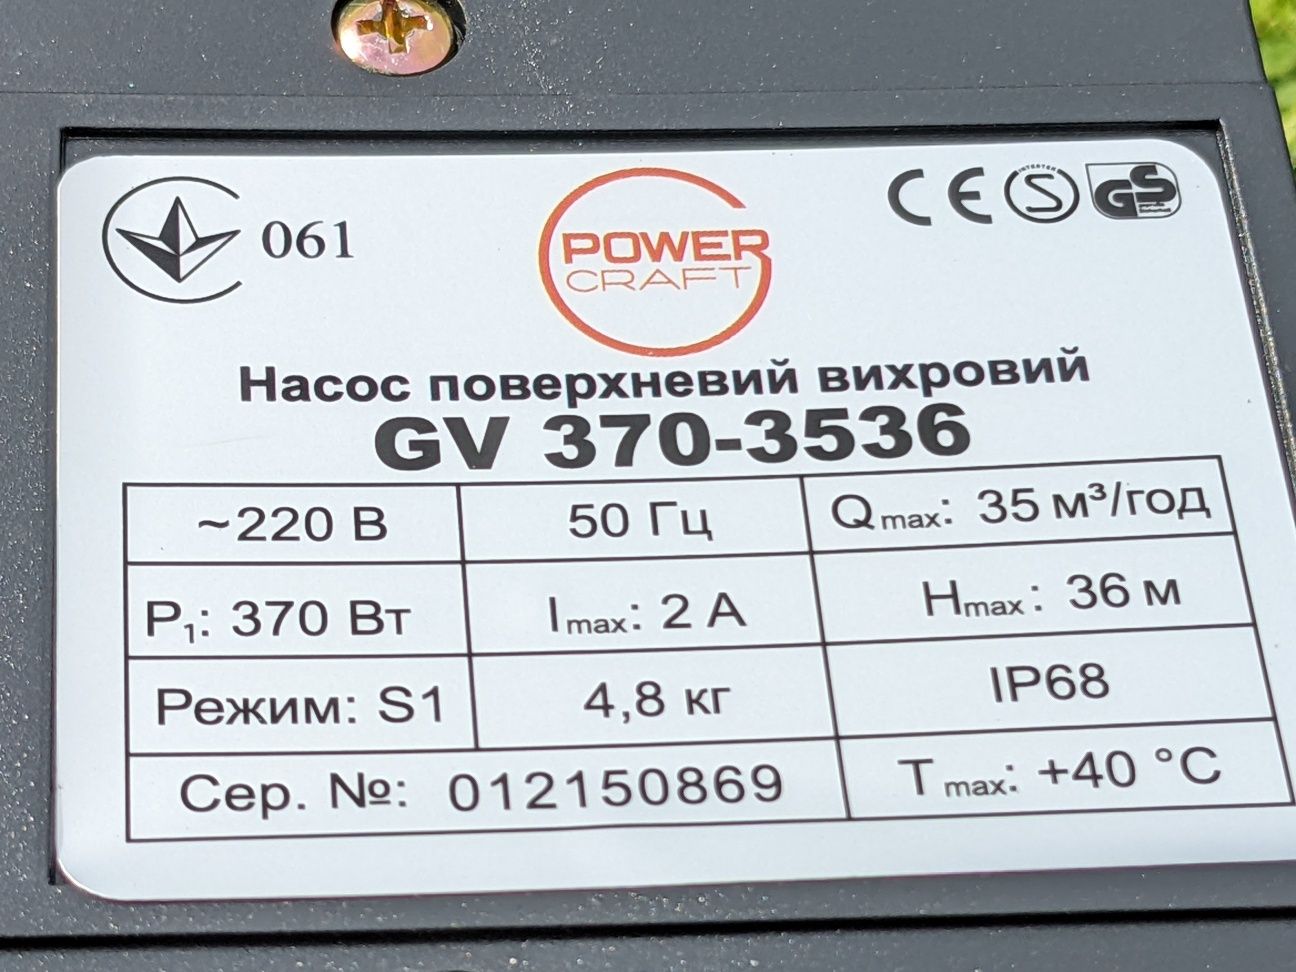 061
POWER
CRAFT
CE S GS
Насос поверхневий вихровий
GV 370-3536
~220 В 50 Гц Qmax: 35 м³/год
P₁: 370 Вт Imax: 2 А Hmax: 36 м
Режим: S1 4,8 кг IP68
Сер. №: 012150869 Tmax: +40 °C